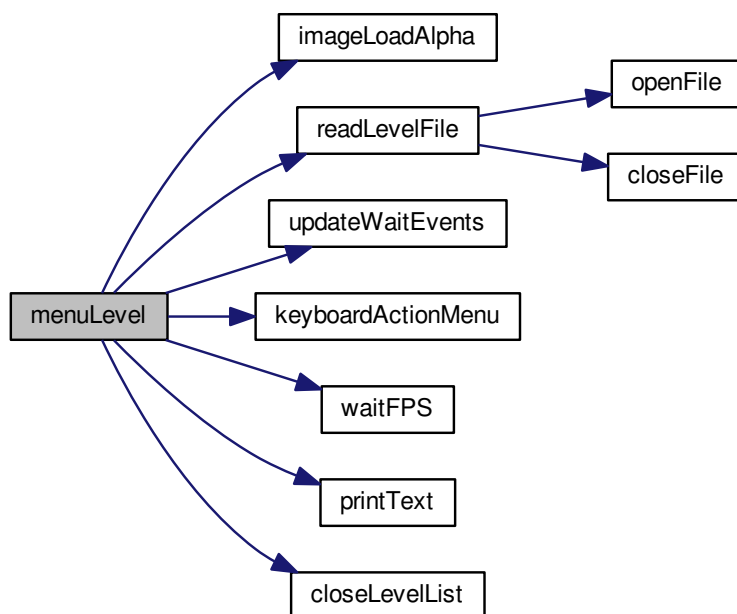 imageLoadAlpha
openFile
readLevelFile
closeFile
updateWaitEvents
menuLevel
keyboardActionMenu
waitFPS
printText
closeLevelList